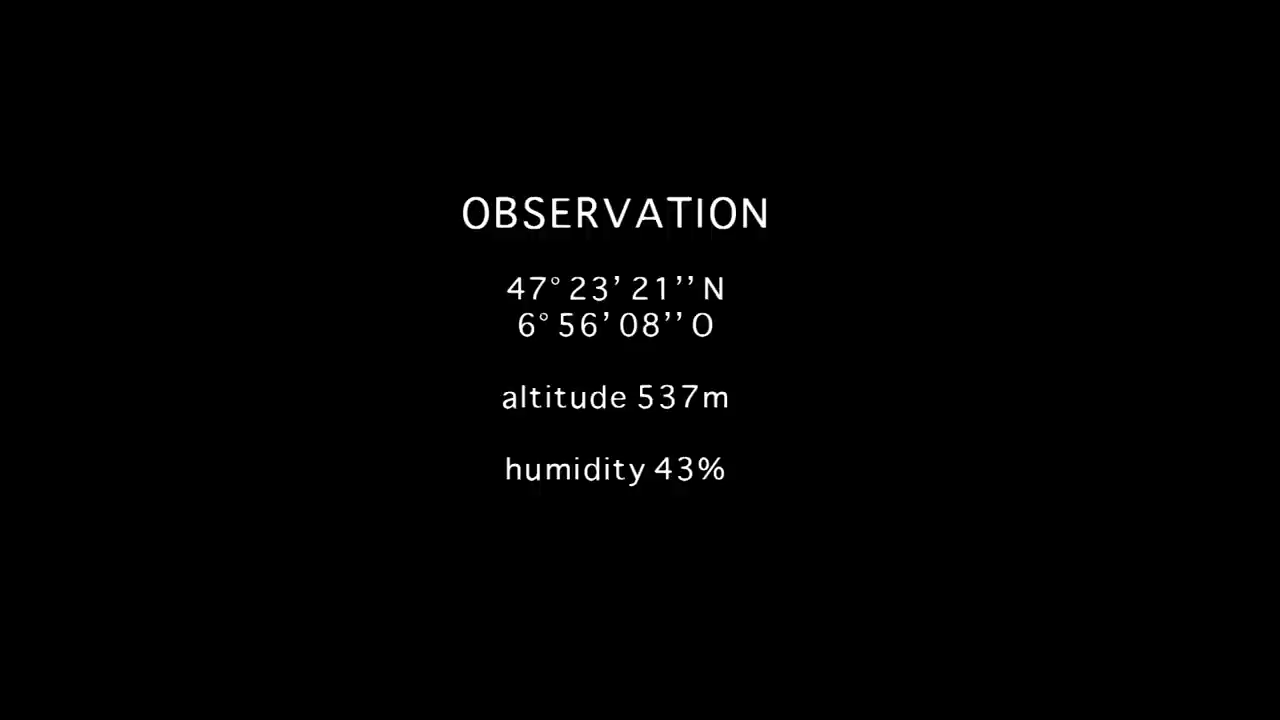 OBSERVATION
47° 23’ 21’’ N
6° 56’ 08’’ O
altitude 537m
humidity 43%